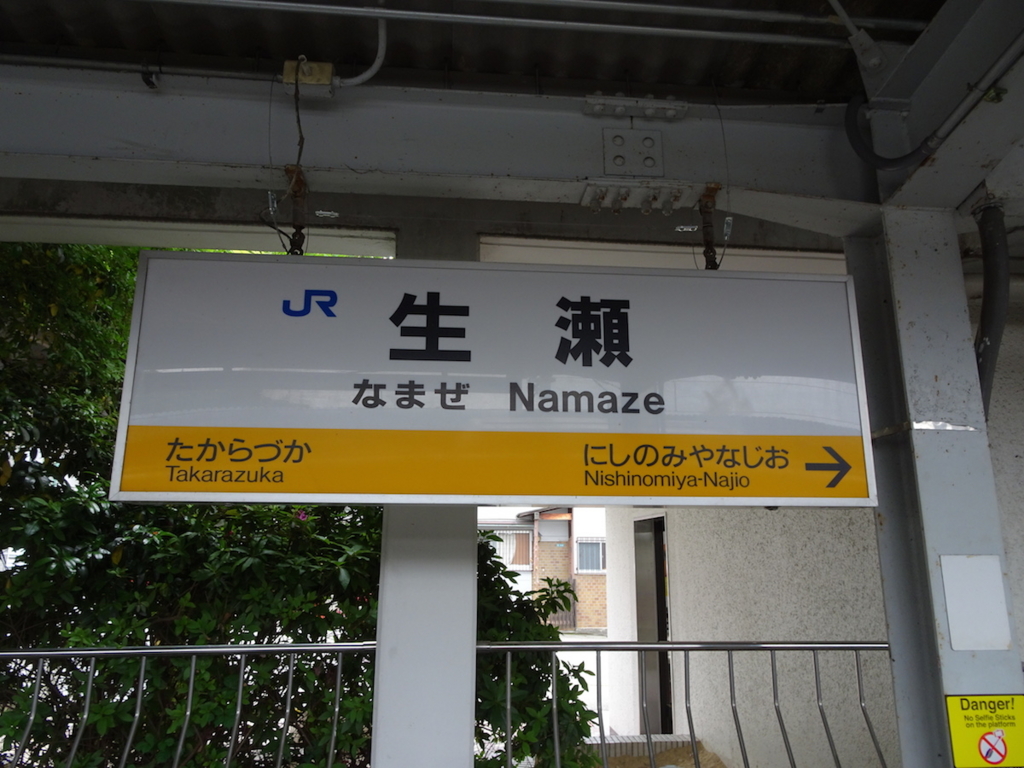 JR 生瀬
なまぜ Namaze
たからづか
Takarazuka
にしのみやなじお →
Nishinomiya-Najio
Danger!
No Selfie Sticks
on the platform